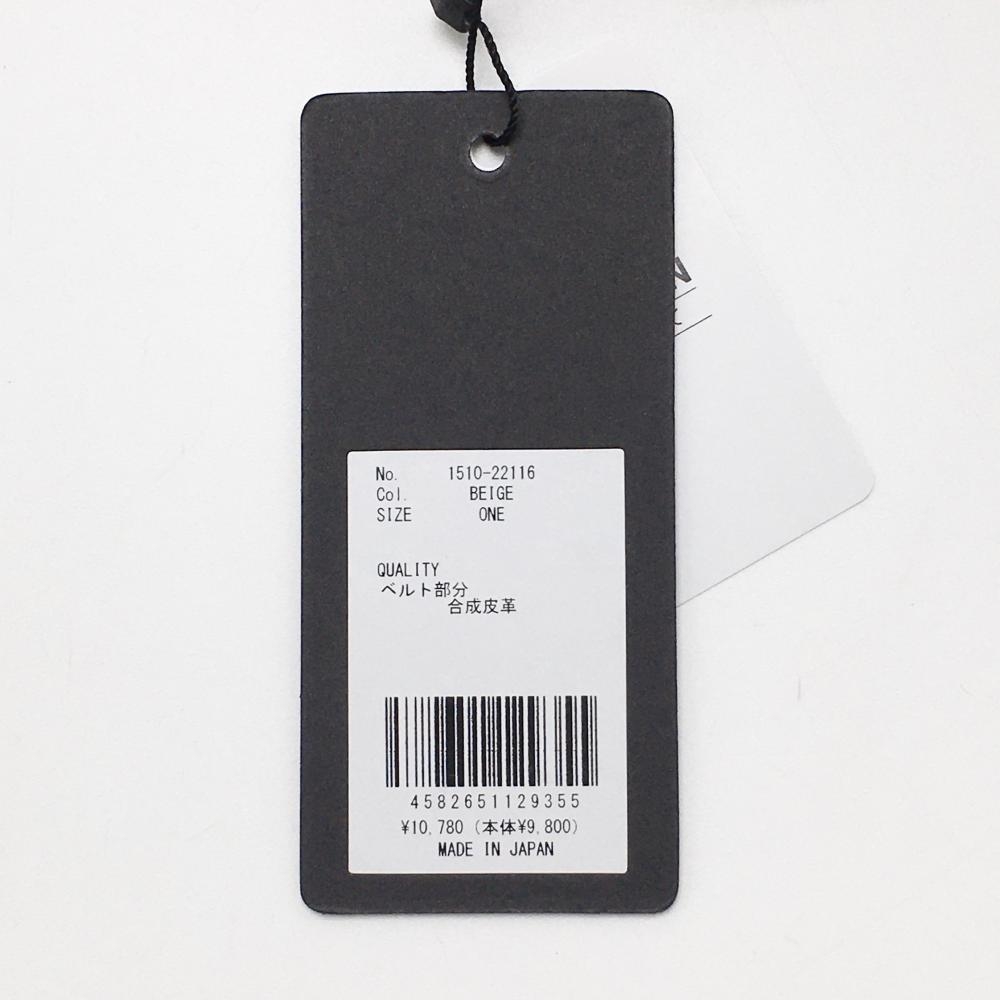 No. 1510-22116
Col. BEIGE
SIZE ONE
QUALITY
ベルト部分
合成皮革
4582651129355
¥10,780 (本体¥9,800)
MADE IN JAPAN
N